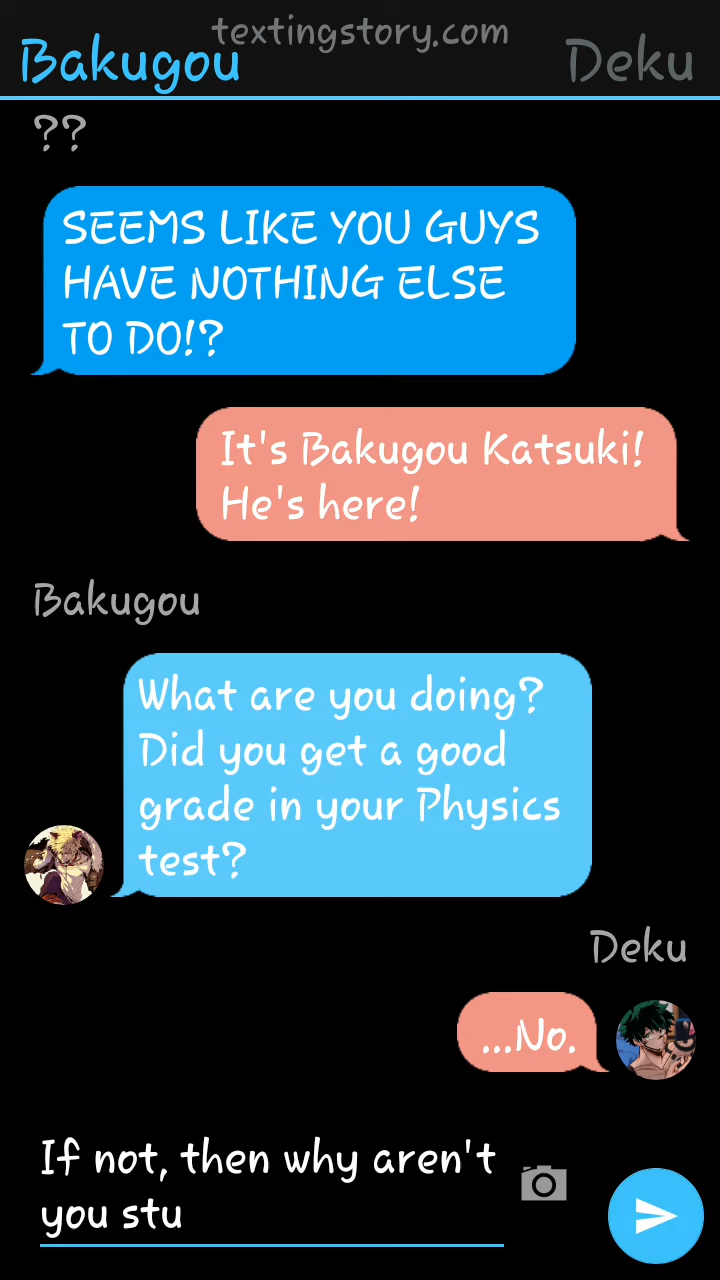 textingstory.com
Bakugou
Deku
??
SEEMS LIKE YOU GUYS
HAVE NOTHING ELSE
TO DO!?
It's Bakugou Katsuki!
He's here!
Bakugou
What are you doing?
Did you get a good
grade in your Physics
test?
Deku
...No.
If not, then why aren't
you stu